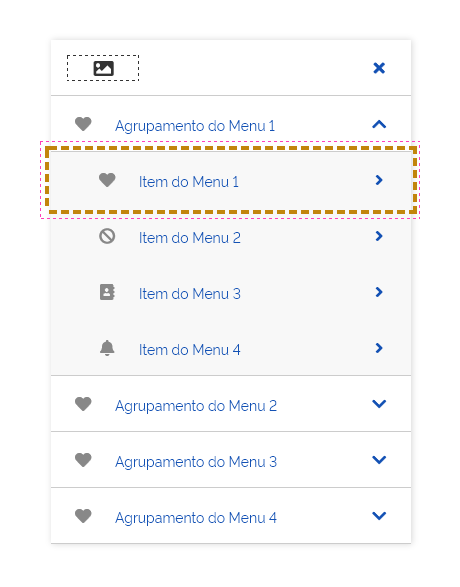 Agrupamento do Menu 1
Item do Menu 1
Item do Menu 2
Item do Menu 3
Item do Menu 4
Agrupamento do Menu 2
Agrupamento do Menu 3
Agrupamento do Menu 4